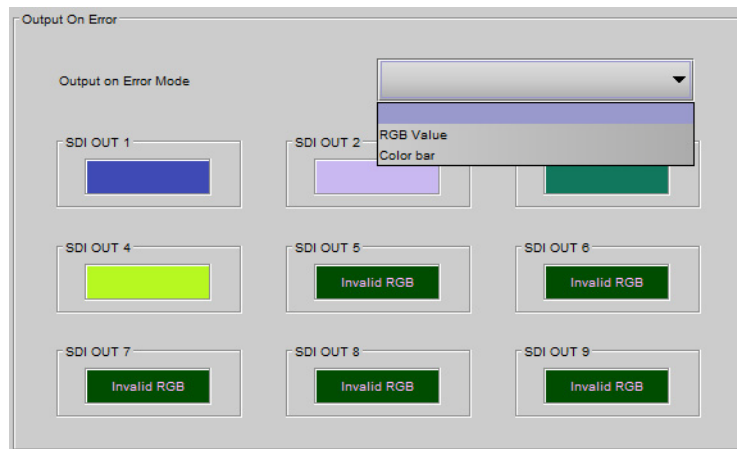 Output On Error
Output on Error Mode
RGB Value
Color bar
SDI OUT 1
SDI OUT 2
SDI OUT 4
SDI OUT 5
SDI OUT 6
Invalid RGB
Invalid RGB
SDI OUT 7
SDI OUT 8
SDI OUT 9
Invalid RGB
Invalid RGB
Invalid RGB